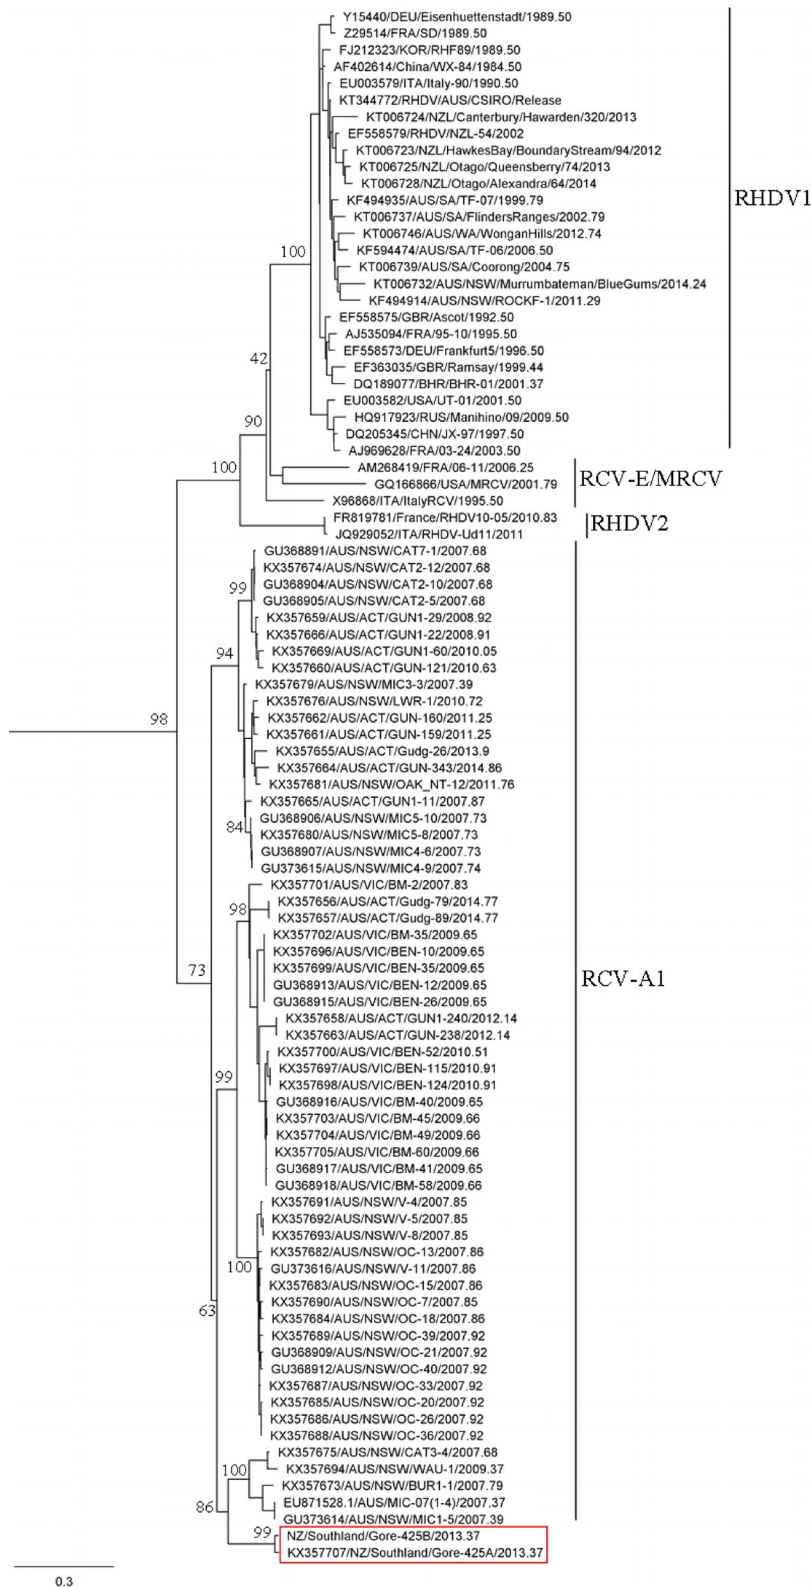 Y15440/DEU/Eisenhuettenstadt/1989.50
Z29514/FRA/SD/1989.50
FJ212323/KOR/RHF89/1989.50
AF402614/China/WX-84/1984.50
EU003579/ITA/Italy-90/1990.50
KT344772/RHDV/AUS/CSIRO/Release
KT006724/NZL/Canterbury/Hawarden/320/2013
EF558579/RHDV/NZL-54/2002
KT006723/NZL/HawkesBay/BoundaryStream/94/2012
KT006725/NZL/Otago/Queensberry/74/2013
KT006728/NZL/Otago/Alexandra/64/2014
KF494935/AUS/SA/TF-07/1999.79
RHDV1
KT006737/AUS/SA/FlindersRanges/2002.79
KT006746/AUS/WA/WonganHills/2012.74
KF594474/AUS/SA/TF-06/2006.50
100
KT006739/AUS/SA/Coorong/2004.75
KT006732/AUS/NSW/Murrumbateman/BlueGums/2014.24
KF494914/AUS/NSW/ROCKF-1/2011.29
EF558575/GBR/Ascot/1992.50
AJ535094/FRA/95-10/1995.50
EF558573/DEU/Frankfurt5/1996.50
42
EF363035/GBR/Ramsay/1999.44
DQ189077/BHR/BHR-01/2001.37
EU003582/USA/UT-01/2001.50
HQ917923/RUS/Manihino/09/2009.50
90
DQ205345/CHN/JX-97/1997.50
AJ969628/FRA/03-24/2003.50
100
AM268419/FRA/06-11/2006.25
RCV-E/MRCV
GQ166866/USA/MRCV/2001.79
X96868/ITA/ItalyRCV/1995.50
FR819781/France/RHDV10-05/2010.83
RHDV2
JQ929052/ITA/RHDV-Ud11/2011
GU368891/AUS/NSW/CAT7-1/2007.68
KX357674/AUS/NSW/CAT2-12/2007.68
99
GU368904/AUS/NSW/CAT2-10/2007.68
GU368905/AUS/NSW/CAT2-5/2007.68
KX357659/AUS/ACT/GUN1-29/2008.92
KX357666/AUS/ACT/GUN1-22/2008.91
94
KX357669/AUS/ACT/GUN1-60/2010.05
KX357660/AUS/ACT/GUN-121/2010.63
KX357679/AUS/NSW/MIC3-3/2007.39
KX357676/AUS/NSW/LWR-1/2010.72
98
KX357662/AUS/ACT/GUN-160/2011.25
KX357661/AUS/ACT/GUN-159/2011.25
KX357655/AUS/ACT/Gudg-26/2013.9
KX357664/AUS/ACT/GUN-343/2014.86
KX357681/AUS/NSW/OAK_NT-12/2011.76
KX357665/AUS/ACT/GUN1-11/2007.87
GU368906/AUS/NSW/MIC5-10/2007.73
84
KX357680/AUS/NSW/MIC5-8/2007.73
GU368907/AUS/NSW/MIC4-6/2007.73
GU373615/AUS/NSW/MIC4-9/2007.74
KX357701/AUS/VIC/BM-2/2007.83
98
KX357656/AUS/ACT/Gudg-79/2014.77
KX357657/AUS/ACT/Gudg-89/2014.77
KX357702/AUS/VIC/BM-35/2009.65
KX357696/AUS/VIC/BEN-10/2009.65
73
KX357699/AUS/VIC/BEN-35/2009.65
RCV-A1
GU368913/AUS/VIC/BEN-12/2009.65
GU368915/AUS/VIC/BEN-26/2009.65
KX357658/AUS/ACT/GUN1-240/2012.14
KX357663/AUS/ACT/GUN-238/2012.14
KX357700/AUS/VIC/BEN-52/2010.51
KX357697/AUS/VIC/BEN-115/2010.91
99
KX357698/AUS/VIC/BEN-124/2010.91
GU368916/AUS/VIC/BM-40/2009.65
KX357703/AUS/VIC/BM-45/2009.66
KX357704/AUS/VIC/BM-49/2009.66
KX357705/AUS/VIC/BM-60/2009.66
GU368917/AUS/VIC/BM-41/2009.65
GU368918/AUS/VIC/BM-58/2009.66
KX357691/AUS/NSW/V-4/2007.85
KX357692/AUS/NSW/V-5/2007.85
KX357693/AUS/NSW/V-8/2007.85
KX357682/AUS/NSW/OC-13/2007.86
100
GU373616/AUS/NSW/V-11/2007.86
KX357683/AUS/NSW/OC-15/2007.86
KX357690/AUS/NSW/OC-7/2007.85
63
KX357684/AUS/NSW/OC-18/2007.86
KX357689/AUS/NSW/OC-39/2007.92
GU368909/AUS/NSW/OC-21/2007.92
GU368912/AUS/NSW/OC-40/2007.92
KX357687/AUS/NSW/OC-33/2007.92
KX357685/AUS/NSW/OC-20/2007.92
KX357686/AUS/NSW/OC-26/2007.92
KX357688/AUS/NSW/OC-36/2007.92
KX357675/AUS/NSW/CAT3-4/2007.68
100
KX357694/AUS/NSW/WAU-1/2009.37
KX357673/AUS/NSW/BUR1-1/2007.79
86
EU871528.1/AUS/MIC-07(1-4)/2007.37
GU373614/AUS/NSW/MIC1-5/2007.39
99
NZ/Southland/Gore-425B/2013.37
KX357707/NZ/Southland/Gore-425A/2013.37
0.3